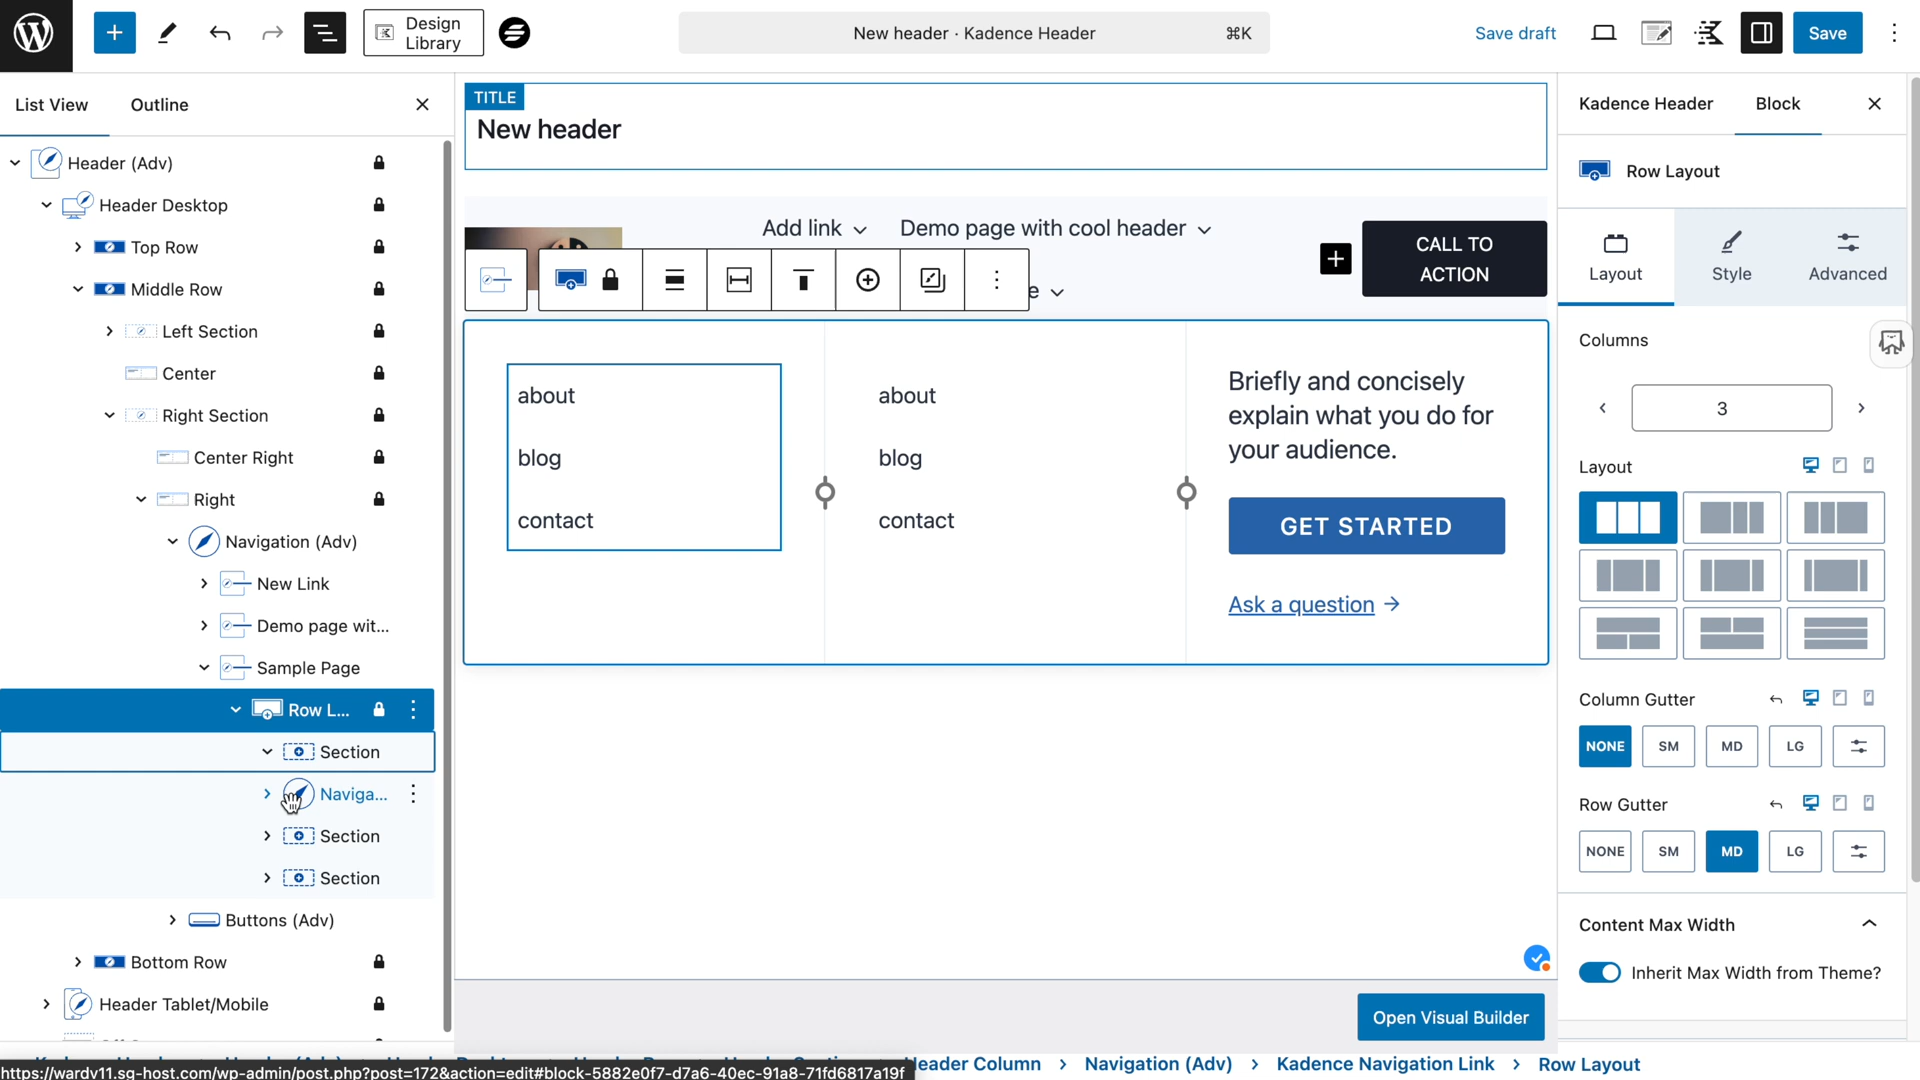 Design
Library
New header · Kadence Header
⌘K
Save draft
Save
List View
Outline
Header (Adv)
Header Desktop
Top Row
Middle Row
Left Section
Center
Right Section
Center Right
Right
Navigation (Adv)
New Link
Demo page wit...
Sample Page
Row L...
Section
Naviga...
Section
Section
Buttons (Adv)
Bottom Row
Header Tablet/Mobile
TITLE
New header
Add link
Demo page with cool header
e
CALL TO
ACTION
about
blog
contact
about
blog
contact
Briefly and concisely
explain what you do for
your audience.
GET STARTED
Ask a question →
Open Visual Builder
Kadence Header
Block
Row Layout
Layout
Style
Advanced
Columns
3
Layout
Column Gutter
NONE
SM
MD
LG
Row Gutter
NONE
SM
MD
LG
Content Max Width
Inherit Max Width from Theme?
https://wardv11.sg-host.com/wp-admin/post.php?post=172&action=edit#block-5882e0f7-d7a6-40ec-91a8-71fd6817a19f
Header Column > Navigation (Adv) > Kadence Navigation Link > Row Layout